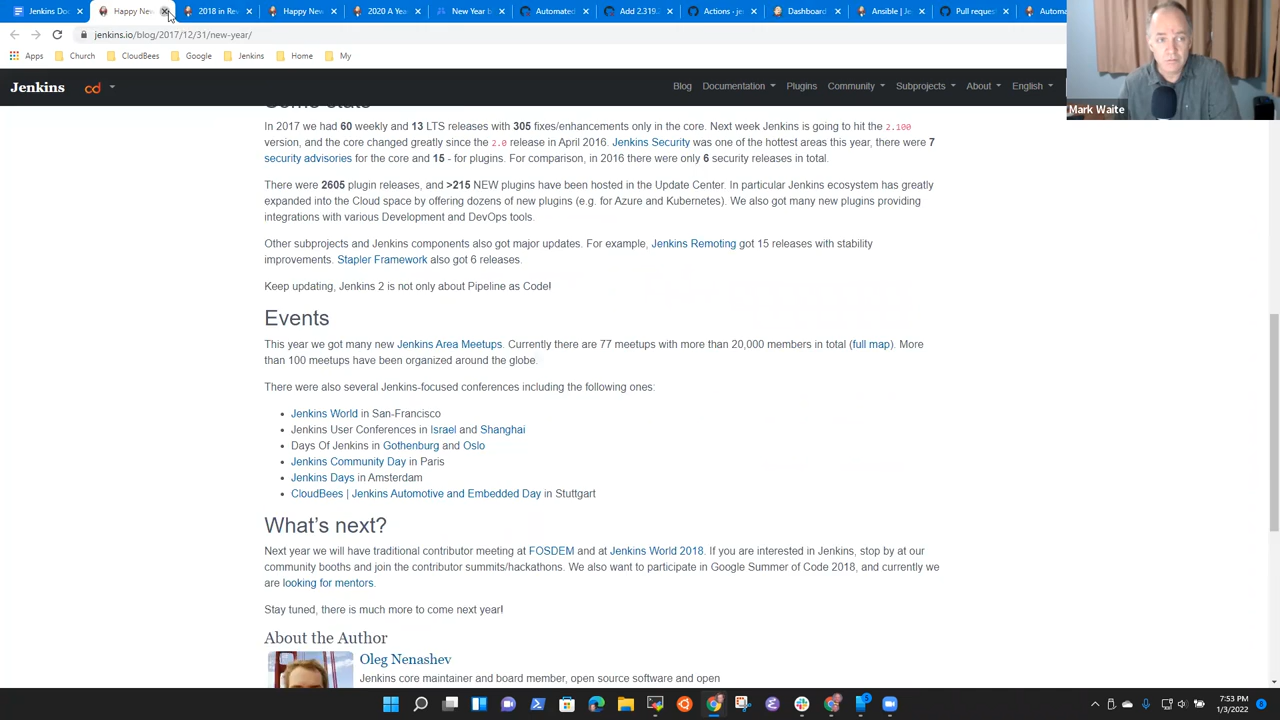 Jenkins Do
Happy Ne
2018 in Re
Happy New
2020 A Yea
New Year b
Automated
Add 2.319.
Actions · je
Dashboard
Ansible | Je
Pull reques
Automa
jenkins.io/blog/2017/12/31/new-year/
Apps
Church
CloudBees
Google
Jenkins
Home
My
Mark Waite
Jenkins
cd
Blog
Documentation
Plugins
Community
Subprojects
About
English
Some stats
In 2017 we had 60 weekly and 13 LTS releases with 305 fixes/enhancements only in the core. Next week Jenkins is going to hit the 2.100
version, and the core changed greatly since the 2.0 release in April 2016. Jenkins Security was one of the hottest areas this year, there were 7
security advisories for the core and 15 - for plugins. For comparison, in 2016 there were only 6 security releases in total.
There were 2605 plugin releases, and >215 NEW plugins have been hosted in the Update Center. In particular Jenkins ecosystem has greatly
expanded into the Cloud space by offering dozens of new plugins (e.g. for Azure and Kubernetes). We also got many new plugins providing
integrations with various Development and DevOps tools.
Other subprojects and Jenkins components also got major updates. For example, Jenkins Remoting got 15 releases with stability
improvements. Stapler Framework also got 6 releases.
Keep updating, Jenkins 2 is not only about Pipeline as Code!
Events
This year we got many new Jenkins Area Meetups. Currently there are 77 meetups with more than 20,000 members in total (full map). More
than 100 meetups have been organized around the globe.
There were also several Jenkins-focused conferences including the following ones:
• Jenkins World in San-Francisco
• Jenkins User Conferences in Israel and Shanghai
• Days Of Jenkins in Gothenburg and Oslo
• Jenkins Community Day in Paris
• Jenkins Days in Amsterdam
• CloudBees | Jenkins Automotive and Embedded Day in Stuttgart
What's next?
Next year we will have traditional contributor meeting at FOSDEM and at Jenkins World 2018. If you are interested in Jenkins, stop by at our
community booths and join the contributor summits/hackathons. We also want to participate in Google Summer of Code 2018, and currently we
are looking for mentors.
Stay tuned, there is much more to come next year!
About the Author
Oleg Nenashev
Jenkins core maintainer and board member, open source software and open
7:53 PM
1/3/2022